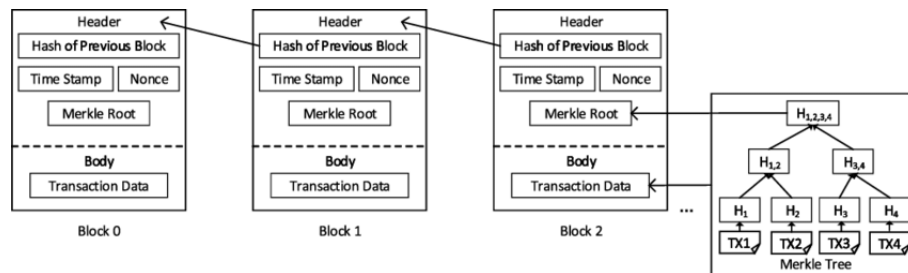 Header
Hash of Previous Block
Time Stamp
Nonce
Merkle Root
Body
Transaction Data
Block 0
Header
Hash of Previous Block
Time Stamp
Nonce
Merkle Root
Body
Transaction Data
Block 1
Header
Hash of Previous Block
Time Stamp
Nonce
Merkle Root
Body
Transaction Data
Block 2
...
H1,2,3,4
H1,2
H3,4
H1
H2
H3
H4
TX1
TX2
TX3
TX4
Merkle Tree